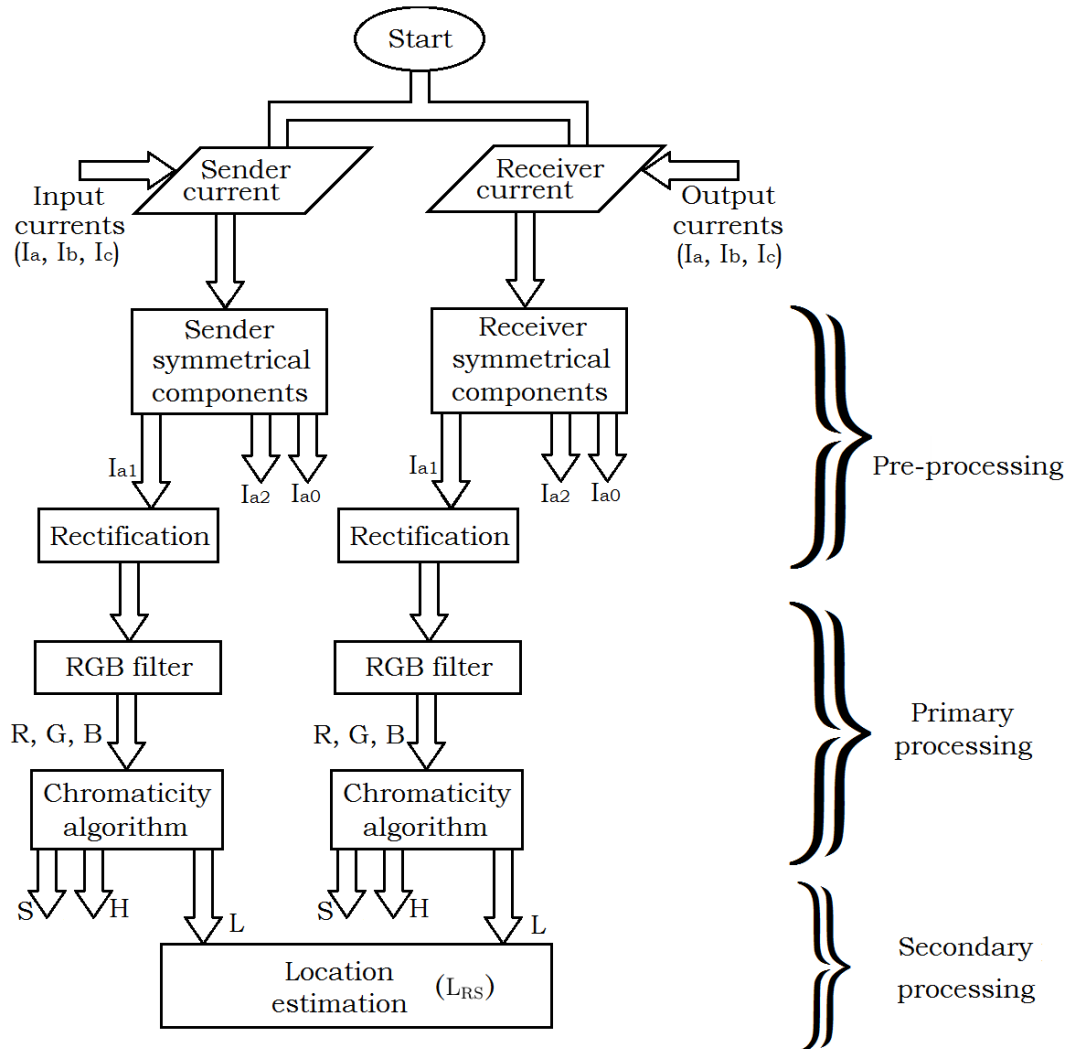 Start
Sender
current
Receiver
current
Input
currents
(Ia, Ib, Ic)
Output
currents
(Ia, Ib, Ic)
Sender
symmetrical
components
Receiver
symmetrical
components
Ia1
Ia2
Ia0
Ia1
Ia2
Ia0
Pre-processing
Rectification
Rectification
RGB filter
RGB filter
R, G, B
R, G, B
Primary
processing
Chromaticity
algorithm
Chromaticity
algorithm
S
H
L
S
H
L
Location
estimation (LRS)
Secondary
processing